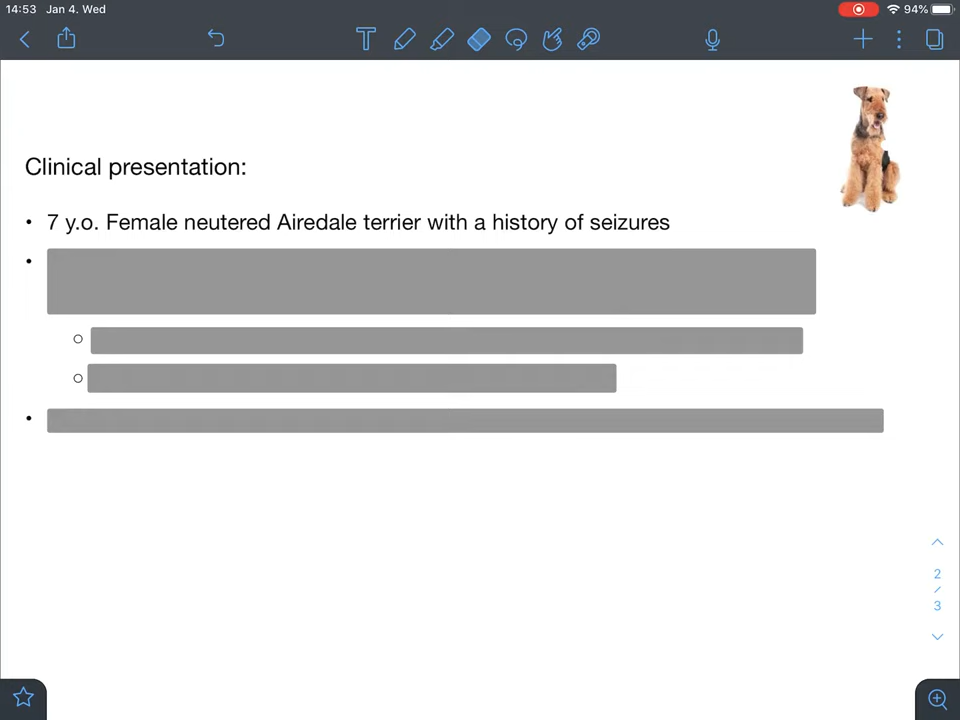 14:53 Jan 4. Wed
94%
Clinical presentation:
• 7 y.o. Female neutered Airedale terrier with a history of seizures
2
/
3